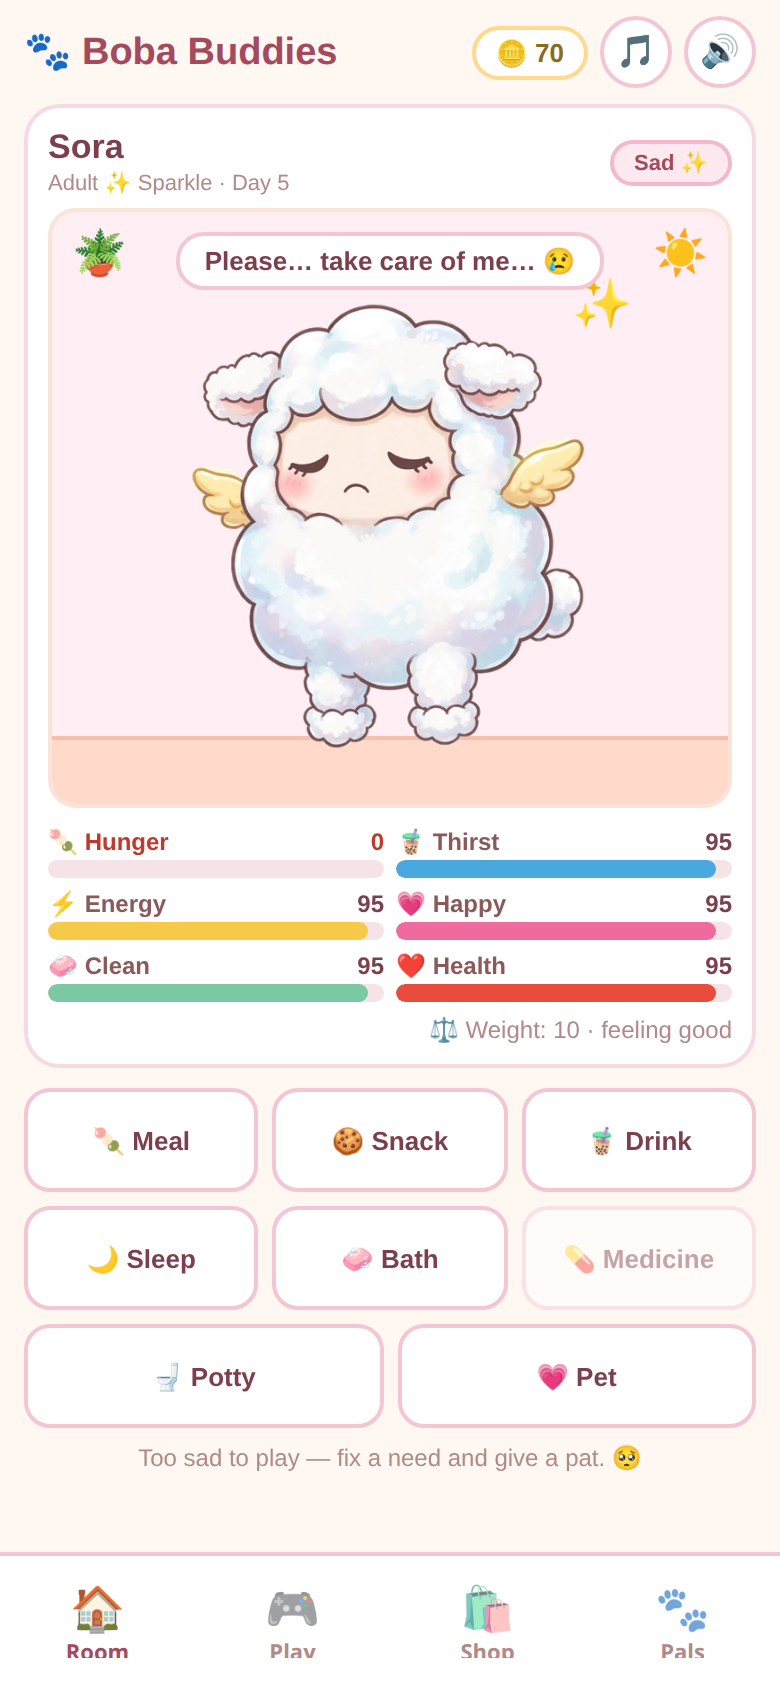 🐾 Boba Buddies 🪙 70 🎵 🔊
Sora
Adult ✨ Sparkle · Day 5
Sad ✨
Please… take care of me… 😢
🍡 Hunger 0
🧋 Thirst 95
⚡ Energy 95
💗 Happy 95
🧼 Clean 95
❤️ Health 95
⚖️ Weight: 10 · feeling good
🍡 Meal
🍪 Snack
🧋 Drink
🌙 Sleep
🧼 Bath
💊 Medicine
🚽 Potty
💗 Pet
Too sad to play — fix a need and give a pat. 🥺
Room
Play
Shop
Pals